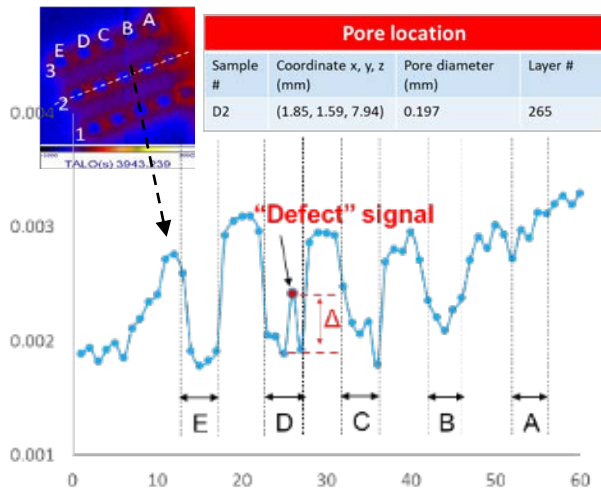 A
B
C
D
E
3
2
1
TALO(s) 3943.239
Pore location
Sample # Coordinate x, y, z (mm) Pore diameter (mm) Layer #
D2 (1.85, 1.59, 7.94) 0.197 265
0.004
0.003
0.002
0.001
"Defect" signal
Δ
E D C B A
0 10 20 30 40 50 60